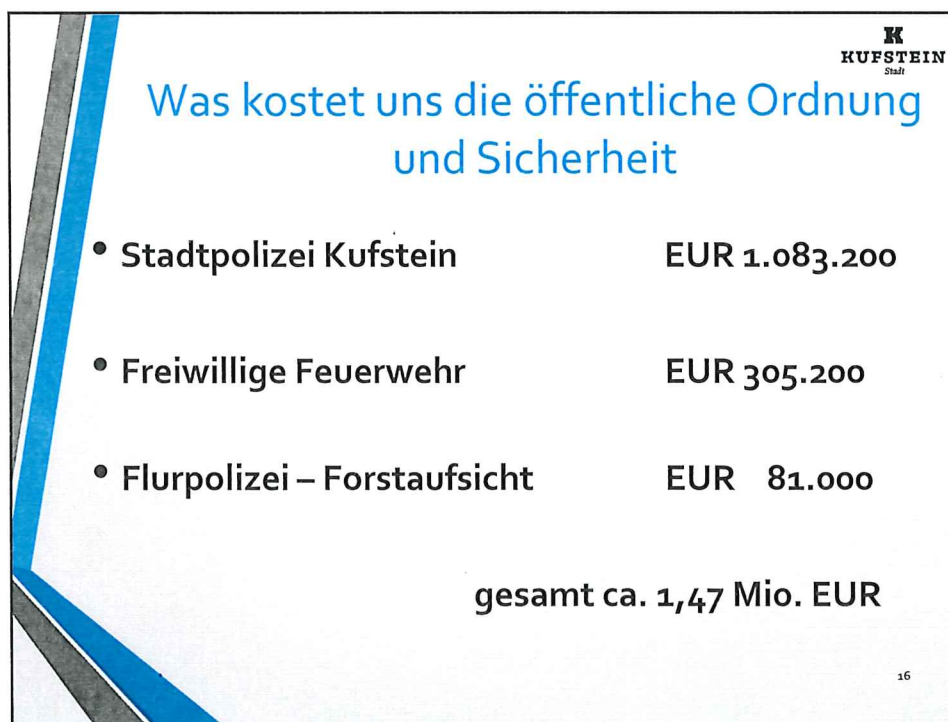 K
KUFSTEIN
Stadt
Was kostet uns die öffentliche Ordnung
und Sicherheit
• Stadtpolizei Kufstein EUR 1.083.200
• Freiwillige Feuerwehr EUR 305.200
• Flurpolizei – Forstaufsicht EUR 81.000
gesamt ca. 1,47 Mio. EUR
16